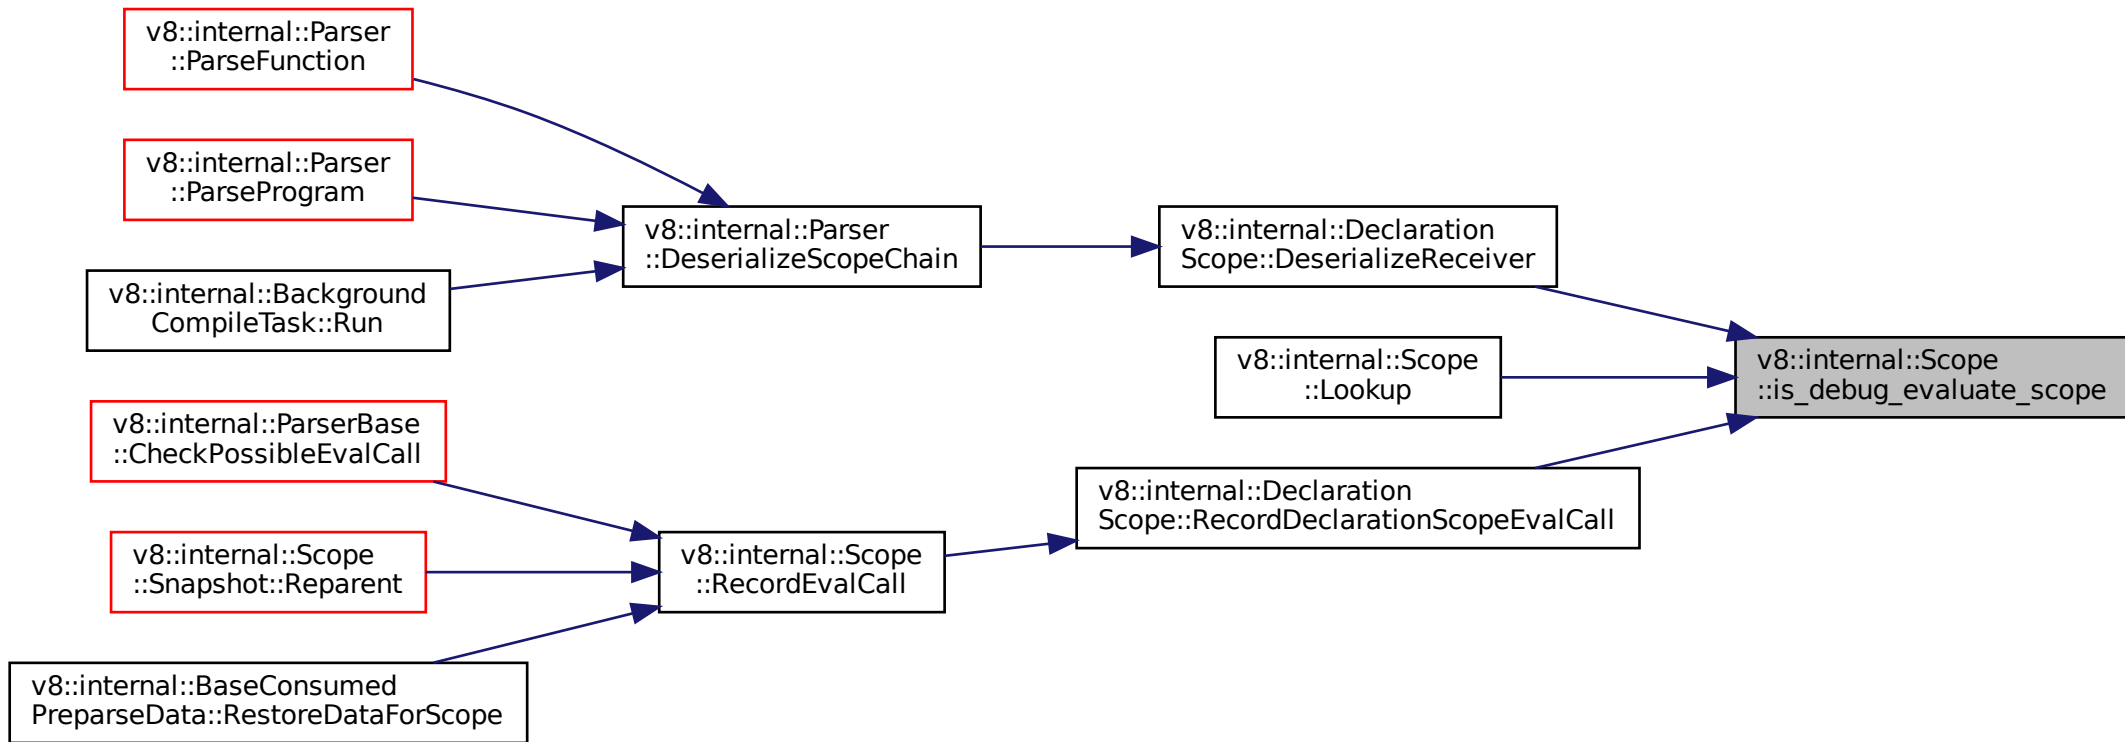 v8::internal::Parser
::ParseFunction
v8::internal::Parser
::ParseProgram
v8::internal::Background
CompileTask::Run
v8::internal::Parser
::DeserializeScopeChain
v8::internal::Declaration
Scope::DeserializeReceiver
v8::internal::Scope
::Lookup
v8::internal::Scope
::is_debug_evaluate_scope
v8::internal::ParserBase
::CheckPossibleEvalCall
v8::internal::Scope
::Snapshot::Reparent
v8::internal::BaseConsumed
PreparseData::RestoreDataForScope
v8::internal::Scope
::RecordEvalCall
v8::internal::Declaration
Scope::RecordDeclarationScopeEvalCall